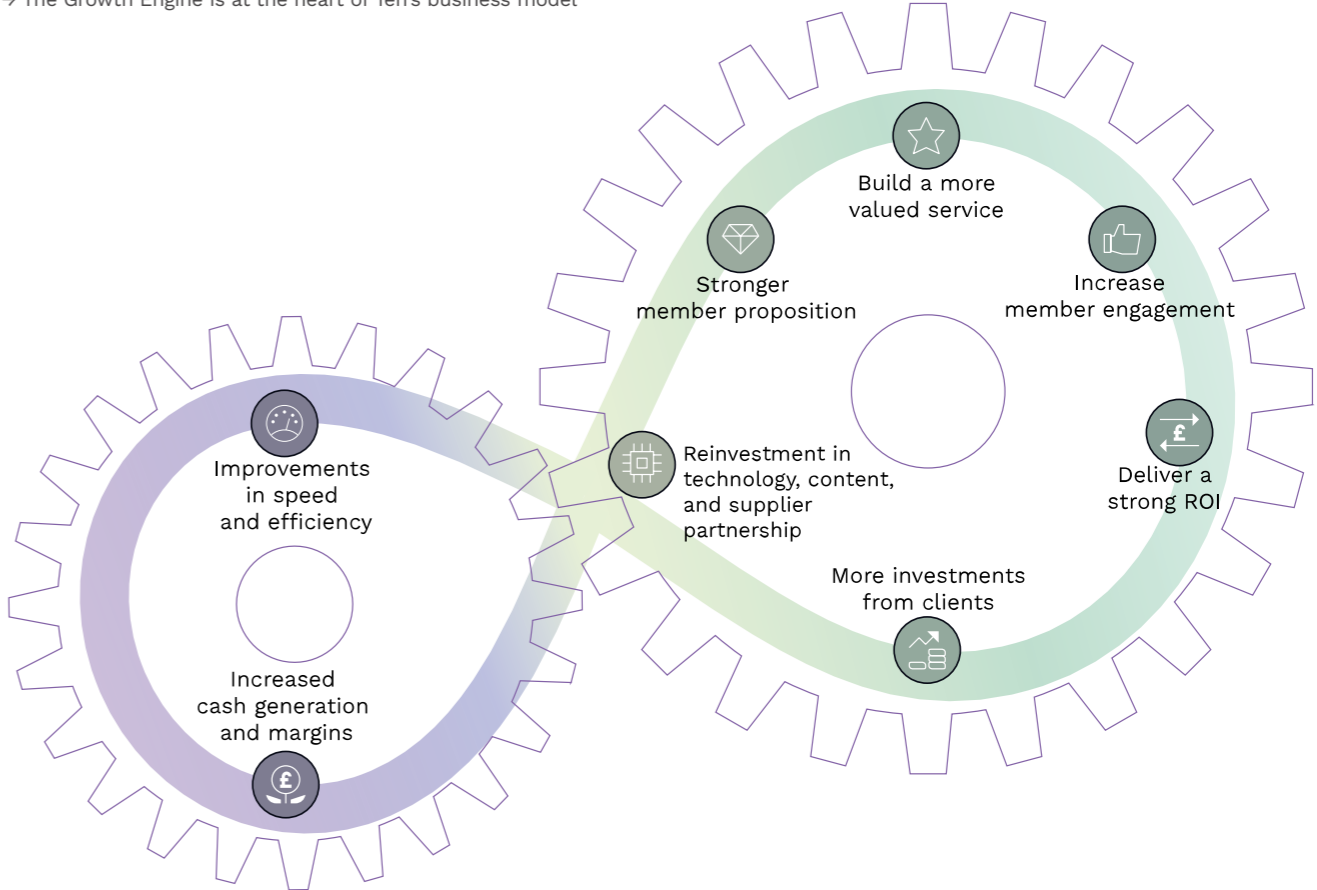 → The Growth Engine is at the heart of Ten's business model
Build a more
valued service
Stronger
member proposition
Increase
member engagement
Reinvestment in
technology, content,
and supplier
partnership
Deliver a
strong ROI
More investments
from clients
Improvements
in speed
and efficiency
Increased
cash generation
and margins
£
£